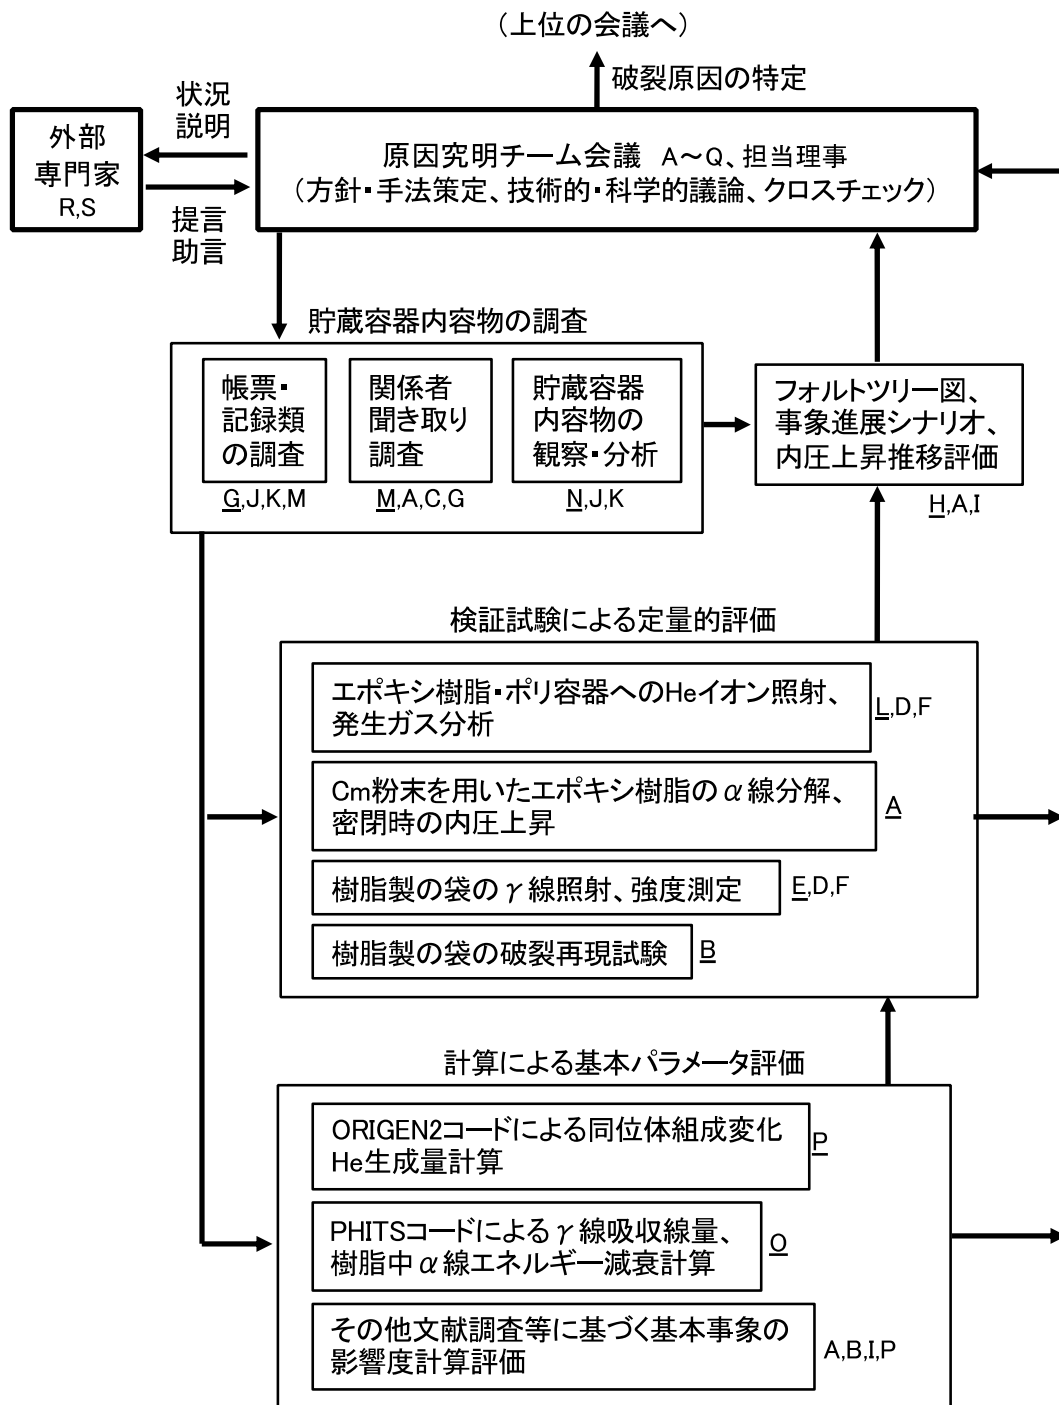 (上位の会議へ)
破裂原因の特定
状況
説明
外部
専門家
R,S
提言
助言
原因究明チーム会議 A～Q、担当理事
(方針・手法策定、技術的・科学的議論、クロスチェック)
貯蔵容器内容物の調査
帳票・
記録類
の調査
G,J,K,M
関係者
聞き取り
調査
M,A,C,G
貯蔵容器
内容物の
観察・分析
N,J,K
フォルトツリー図、
事象進展シナリオ、
内圧上昇推移評価
H,A,I
検証試験による定量的評価
エポキシ樹脂・ポリ容器へのHeイオン照射、
発生ガス分析
L,D,F
Cm粉末を用いたエポキシ樹脂のα線分解、
密閉時の内圧上昇
A
樹脂製の袋のγ線照射、強度測定
E,D,F
樹脂製の袋の破裂再現試験
B
計算による基本パラメータ評価
ORIGEN2コードによる同位体組成変化
He生成量計算
P
PHITSコードによるγ線吸収線量、
樹脂中α線エネルギー減衰計算
O
その他文献調査等に基づく基本事象の
影響度計算評価
A,B,I,P